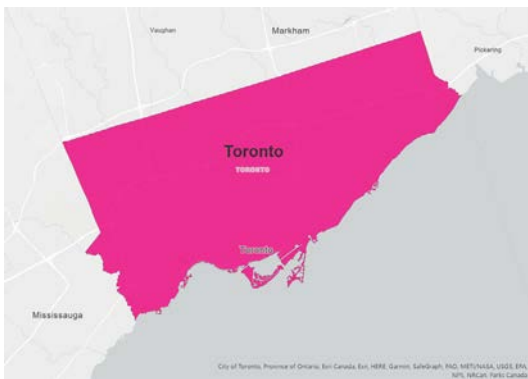 Vaughan
Markham
Pickering
Toronto
TORONTO
Toronto
Mississauga
City of Toronto, Province of Ontario, Esri Canada, Esri, HERE, Garmin, SafeGraph, FAO, METI/NASA, USGS, EPA,
NPS, NRCan, Parks Canada